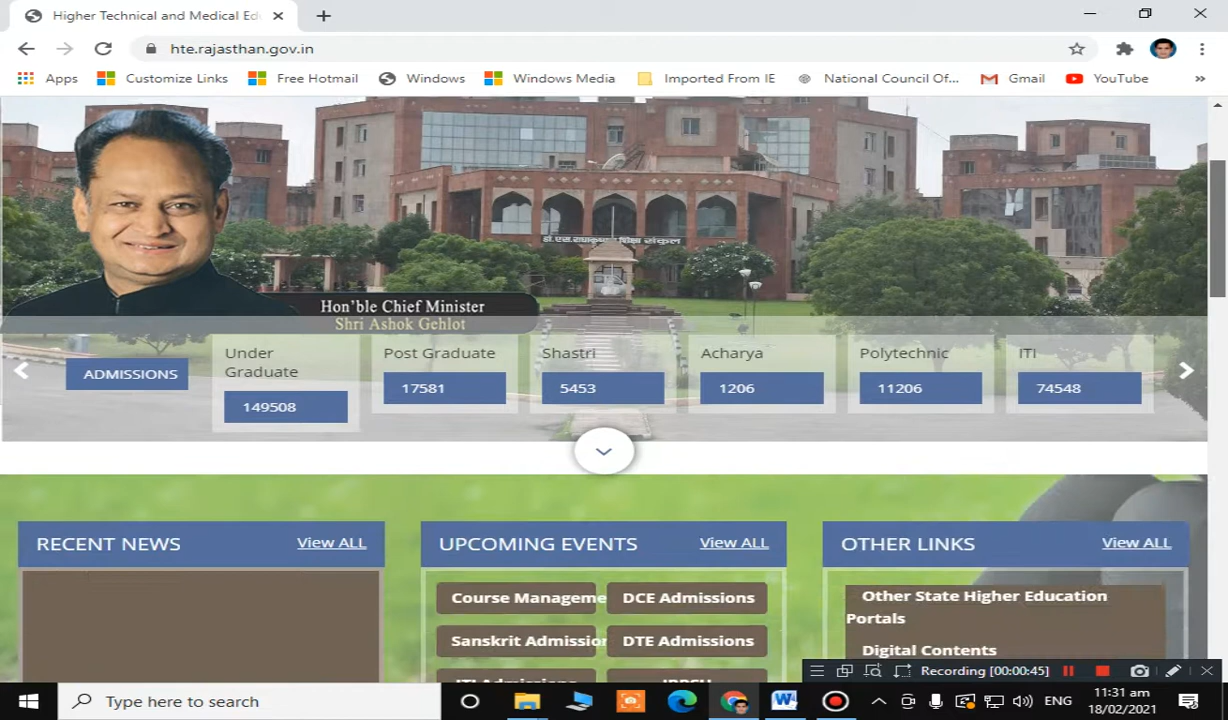 Higher Technical and Medical Ed
hte.rajasthan.gov.in
Apps
Customize Links
Free Hotmail
Windows
Windows Media
Imported From IE
National Council Of...
Gmail
YouTube
»
Hon'ble Chief Minister
Shri Ashok Gehlot
ADMISSIONS
Under
Graduate
149508
Post Graduate
17581
Shastri
5453
Acharya
1206
Polytechnic
11206
ITI
74548
RECENT NEWS
View ALL
UPCOMING EVENTS
View ALL
Course Manageme
DCE Admissions
Sanskrit Admission
DTE Admissions
ITI Admissions
OTHER LINKS
View ALL
Other State Higher Education
Portals
Digital Contents
Recording [00:00:45]
Type here to search
ENG
11:31 am
18/02/2021